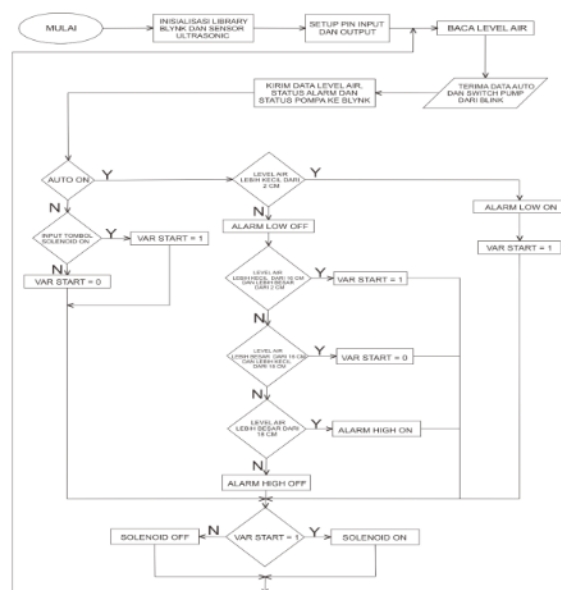 MULAI
INISIALISASI LIBRARY
BLYNK DAN SENSOR
ULTRASONIC
SETUP PIN INPUT
DAN OUTPUT
BACA LEVEL AIR
TERIMA DATA AUTO
DAN SWITCH PUMP
DARI BLINK
KIRIM DATA LEVEL AIR,
STATUS ALARM DAN
STATUS POMPA KE BLYNK
AUTO ON
Y
N
LEVEL AIR
LEBIH KECIL DARI
2 CM
Y
N
ALARM LOW ON
VAR START = 1
INPUT TOMBOL
SOLENOID ON
Y
N
VAR START = 1
VAR START = 0
ALARM LOW OFF
LEVEL AIR
LEBIH KECIL DARI CM
DAN LEBIH BESAR
DARI 2 CM
Y
N
VAR START = 1
LEVEL AIR
LEBIH BESAR DARI CM
DAN LEBIH KECIL
DARI CM
Y
N
VAR START = 0
LEVEL AIR
LEBIH BESAR DARI
18 CM
Y
N
ALARM HIGH ON
ALARM HIGH OFF
VAR START = 1
N
Y
SOLENOID OFF
SOLENOID ON